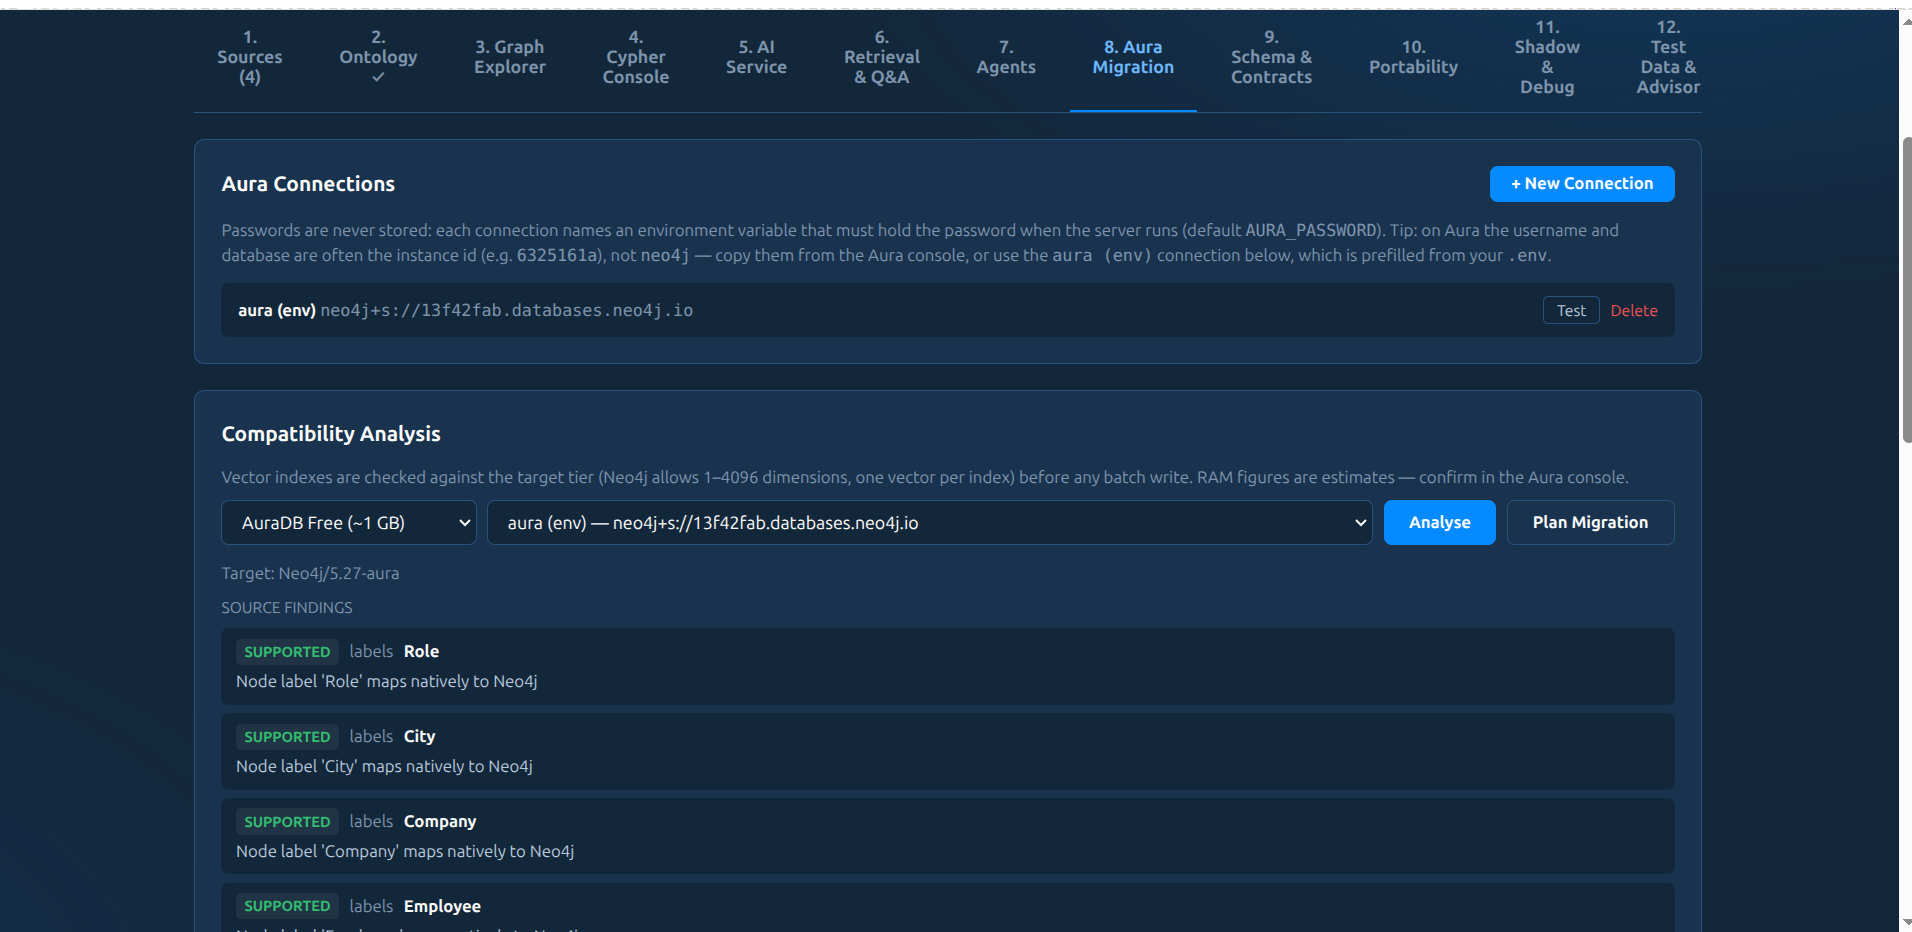 1.
Sources
(4)
2.
Ontology
✓
3. Graph
Explorer
4.
Cypher
Console
5. AI
Service
6.
Retrieval
& Q&A
7.
Agents
8. Aura
Migration
9.
Schema &
Contracts
10.
Portability
11.
Shadow
&
Debug
12.
Test
Data &
Advisor
Aura Connections
+ New Connection
Passwords are never stored: each connection names an environment variable that must hold the password when the server runs (default AURA_PASSWORD). Tip: on Aura the username and
database are often the instance id (e.g. 6325161a), not neo4j — copy them from the Aura console, or use the aura (env) connection below, which is prefilled from your .env.
aura (env) neo4j+s://13f42fab.databases.neo4j.io
Test
Delete
Compatibility Analysis
Vector indexes are checked against the target tier (Neo4j allows 1–4096 dimensions, one vector per index) before any batch write. RAM figures are estimates — confirm in the Aura console.
AuraDB Free (~1 GB)
aura (env) — neo4j+s://13f42fab.databases.neo4j.io
Analyse
Plan Migration
Target: Neo4j/5.27-aura
SOURCE FINDINGS
SUPPORTED labels Role
Node label 'Role' maps natively to Neo4j
SUPPORTED labels City
Node label 'City' maps natively to Neo4j
SUPPORTED labels Company
Node label 'Company' maps natively to Neo4j
SUPPORTED labels Employee